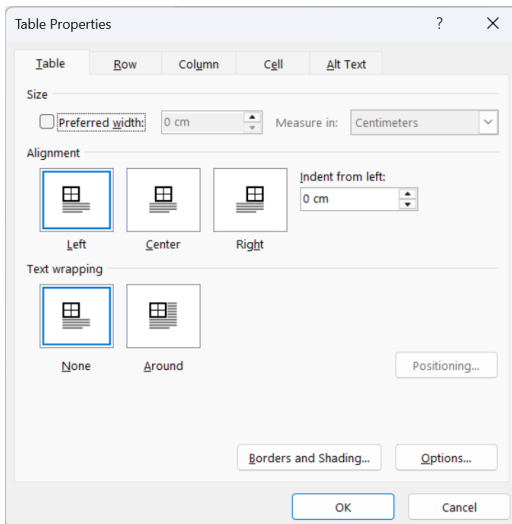 Table Properties ?
Table Row Column Cell Alt Text
Size
Preferred width: 0 cm Measure in: Centimeters
Alignment
Indent from left:
0 cm
Left Center Right
Text wrapping
None Around Positioning...
Borders and Shading... Options...
OK Cancel